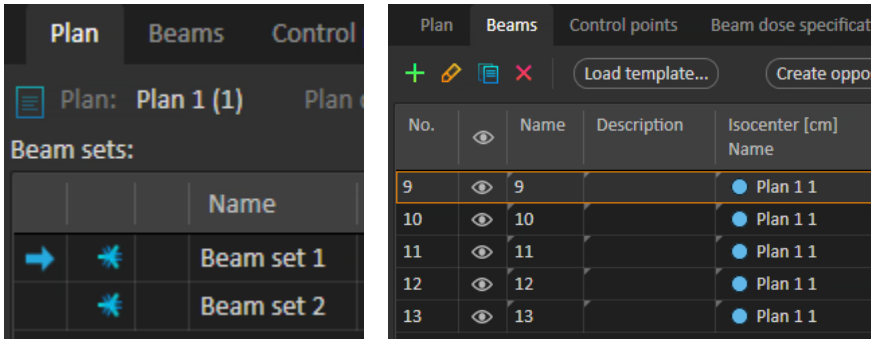 Plan Beams Control
Plan: Plan 1 (1) Plan
Beam sets:
Name
Beam set 1
Beam set 2
Plan Beams Control points Beam dose specificat
Load template... Create oppo
No. Name Description Isocenter [cm]
Name
9 9 Plan 1 1
10 10 Plan 1 1
11 11 Plan 1 1
12 12 Plan 1 1
13 13 Plan 1 1